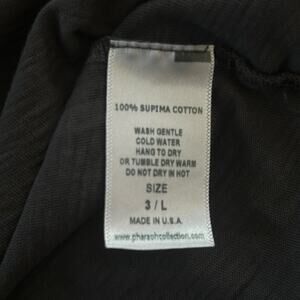 100% SUPIMA COTTON
WASH GENTLE
COLD WATER
HANG TO DRY
OR TUMBLE DRY WARM
DO NOT DRY IN HOT
SIZE
3 / L
MADE IN U.S.A.
www.pharaohcollection.com